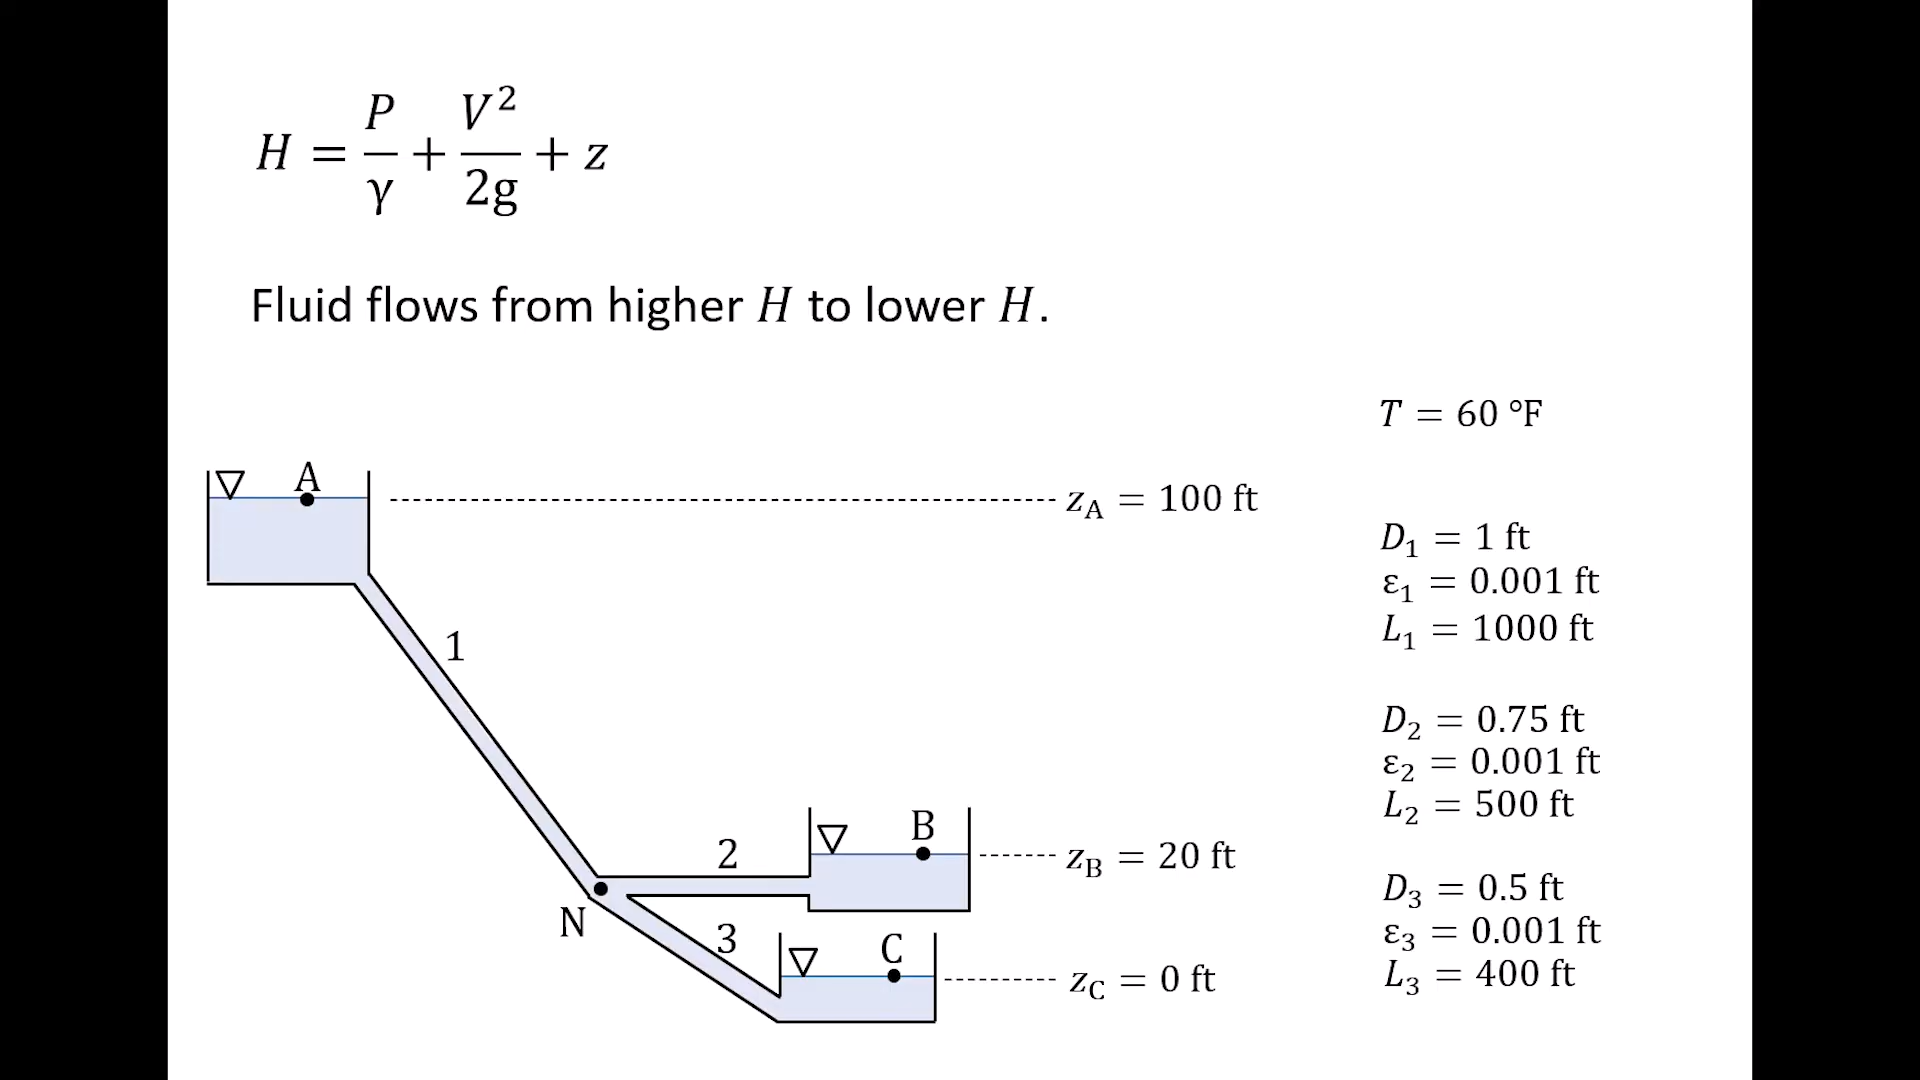 H = P/γ + V²/2g + z
Fluid flows from higher H to lower H.
T = 60 °F
A
z_A = 100 ft
D₁ = 1 ft
ε₁ = 0.001 ft
L₁ = 1000 ft
1
D₂ = 0.75 ft
ε₂ = 0.001 ft
L₂ = 500 ft
B
2
z_B = 20 ft
N
3
C
z_C = 0 ft
D₃ = 0.5 ft
ε₃ = 0.001 ft
L₃ = 400 ft